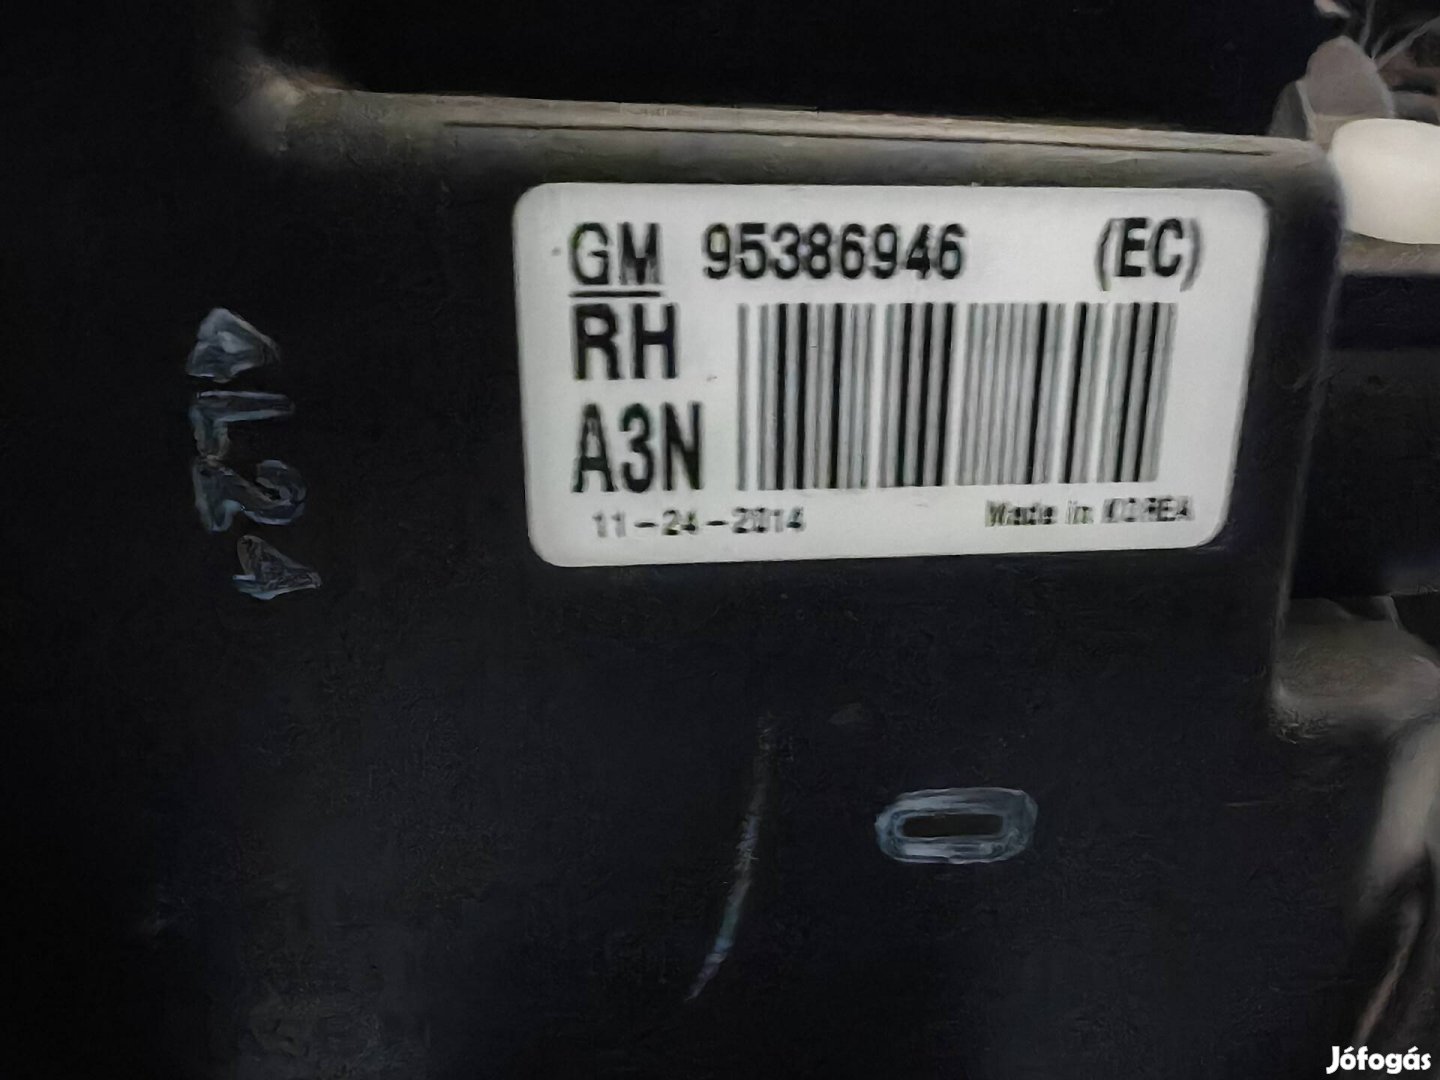 GM 95386946 (EC)
RH
A3N
11-24-2014 Made in KOREA
Jófogás